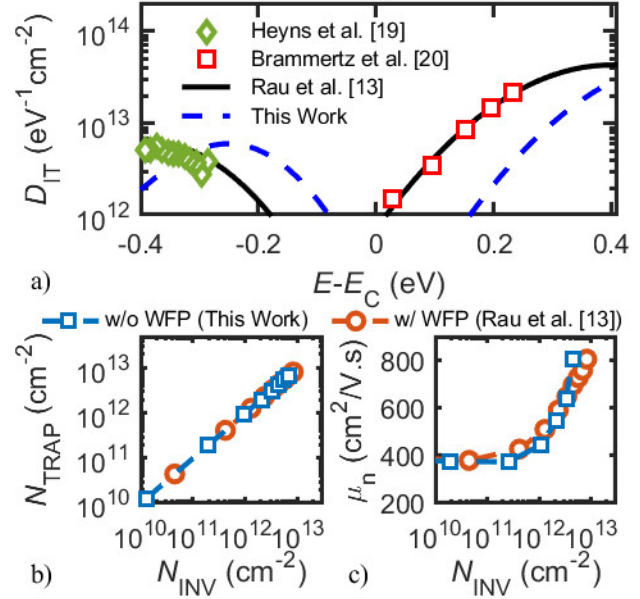 a)
D_IT (eV^-1cm^-2)
10^14
10^13
10^12
Heyns et al. [19]
Brammertz et al. [20]
Rau et al. [13]
This Work
-0.4 -0.2 0 0.2 0.4
E-E_C (eV)
w/o WFP (This Work) w/ WFP (Rau et al. [13])
b)
N_TRAP (cm^-2)
10^13
10^12
10^11
10^10
10^10 10^11 10^12 10^13
N_INV (cm^-2)
c)
μ_n (cm^2/V.s)
800
600
400
200
10^10 10^11 10^12 10^13
N_INV (cm^-2)